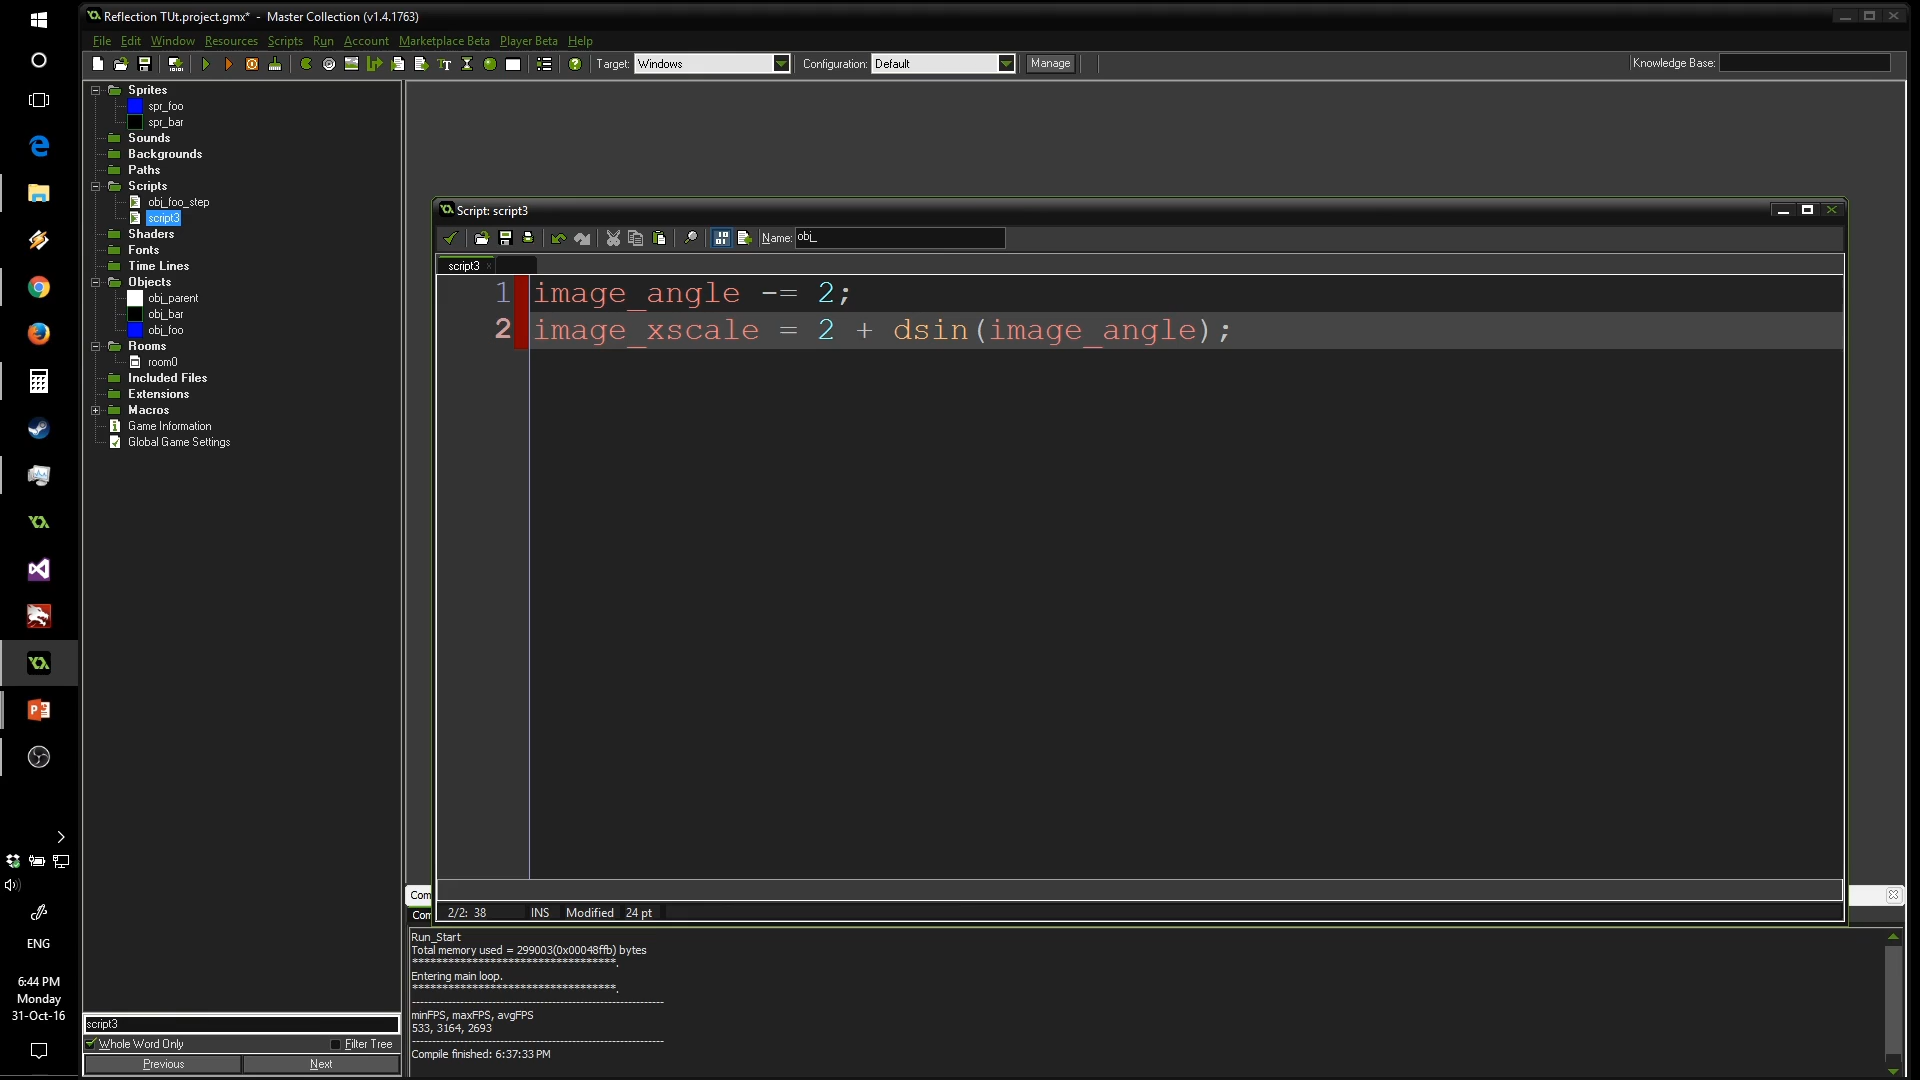 Reflection TUt.project.gmx* - Master Collection (v1.4.1763)
File Edit Window Resources Scripts Run Account Marketplace Beta Player Beta Help
Target: Windows Configuration: Default Manage Knowledge Base:
Sprites
spr_foo
spr_bar
Sounds
Backgrounds
Paths
Scripts
obj_foo_step
script3
Shaders
Fonts
Time Lines
Objects
obj_parent
obj_bar
obj_foo
Rooms
room0
Included Files
Extensions
Macros
Game Information
Global Game Settings
Script: script3
Name: obj_
script3
1 image_angle -= 2;
2 image_xscale = 2 + dsin(image_angle);
2/2: 38 INS Modified 24 pt
Com
Com
Run_Start
Total memory used = 299003(0x00048ffb) bytes
**********************************.
Entering main loop.
**********************************.
------------------------------------------------------------
minFPS, maxFPS, avgFPS
533, 3164, 2693
------------------------------------------------------------
Compile finished: 6:37:33 PM
script3
Whole Word Only Filter Tree
Previous Next
ENG
6:44 PM
Monday
31-Oct-16